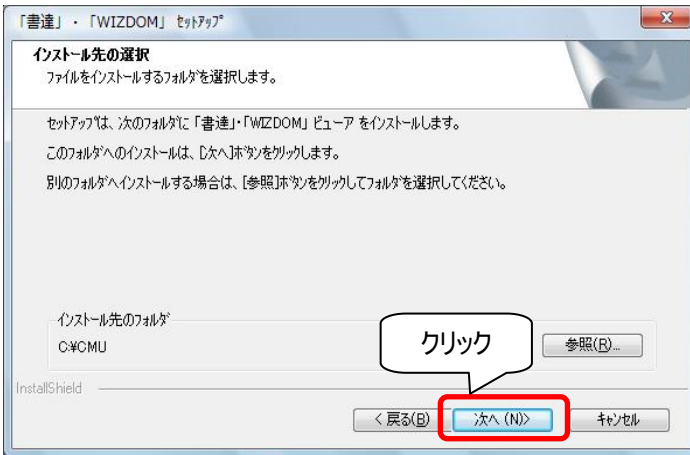 「書達」・「WIZDOM」 ｾｯﾄｱｯﾌﾟ
インストール先の選択
ファイルをインストールするフォルダを選択します。
セットアップは、次のフォルダに「書達」・「WIZDOM」 ビューア をインストールします。
このフォルダへのインストールは、[次へ]ボタンをクリックします。
別のフォルダへインストールする場合は、[参照]ボタンをクリックしてフォルダを選択してください。
インストール先のフォルダ
C:¥CMU
クリック
参照(R)...
InstallShield
< 戻る(B)
次へ (N)>
キャンセル